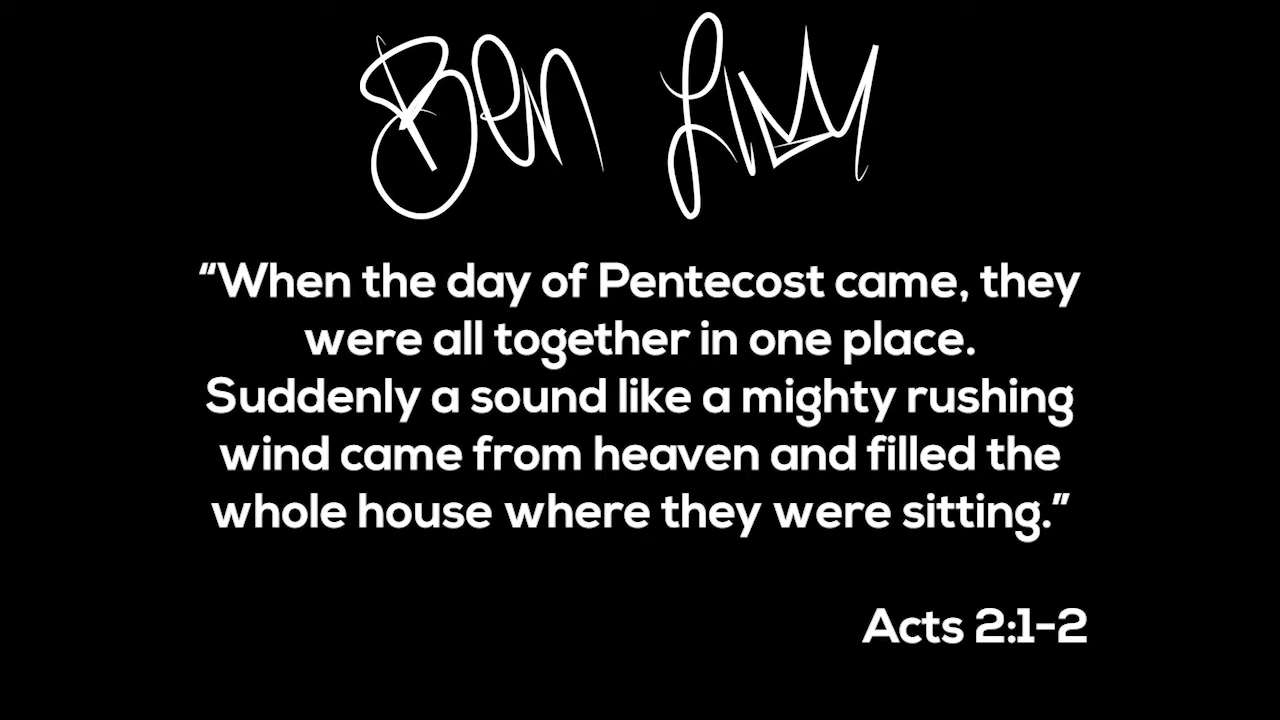 Ben
“When the day of Pentecost came, they
were all together in one place.
Suddenly a sound like a mighty rushing
wind came from heaven and filled the
whole house where they were sitting.”
Acts 2:1-2